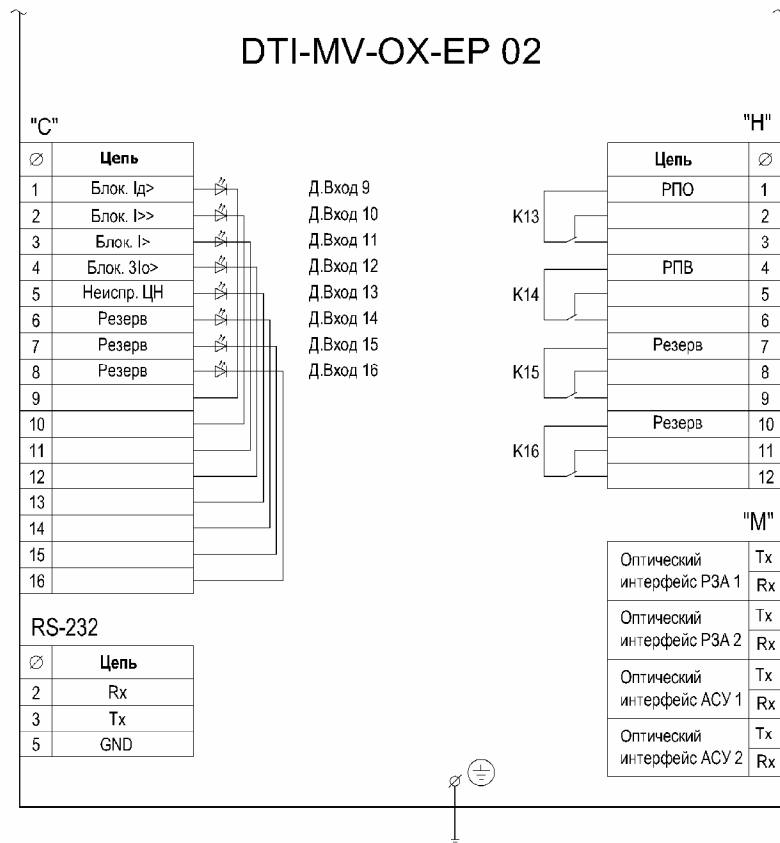 DTI-MV-OX-EP 02
"C"
∅ Цепь
1 Блок. Iд> Д.Вход 9
2 Блок. I>> Д.Вход 10
3 Блок. I> Д.Вход 11
4 Блок. 3Io> Д.Вход 12
5 Неиспр. ЦН Д.Вход 13
6 Резерв Д.Вход 14
7 Резерв Д.Вход 15
8 Резерв Д.Вход 16
9
10
11
12
13
14
15
16
"H"
Цепь ∅
РПО 1
K13 2
3
РПВ 4
K14 5
6
Резерв 7
K15 8
9
Резерв 10
K16 11
12
"M"
Оптический Tx
интерфейс РЗА 1 Rx
Оптический Tx
интерфейс РЗА 2 Rx
Оптический Tx
интерфейс АСУ 1 Rx
Оптический Tx
интерфейс АСУ 2 Rx
RS-232
∅ Цепь
2 Rx
3 Tx
5 GND